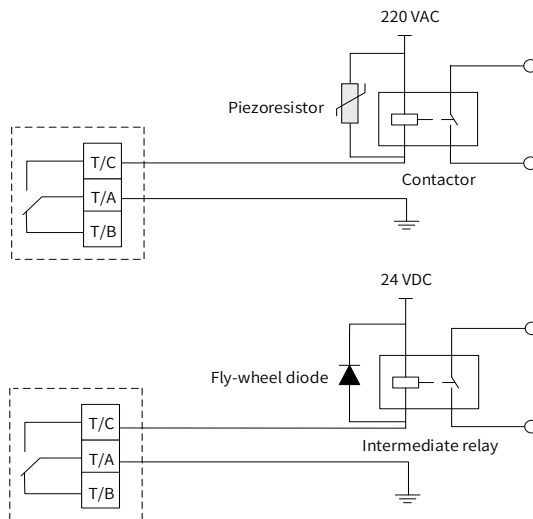 220 VAC
Piezoresistor
T/C
Contactor
T/A
T/B
24 VDC
Fly-wheel diode
T/C
Intermediate relay
T/A
T/B